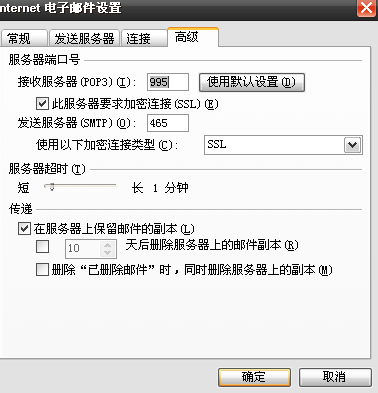 nternet 电子邮件设置
常规 发送服务器 连接 高级
服务器端口号
接收服务器(POP3)(I): 995 使用默认设置(D)
此服务器要求加密连接(SSL)(E)
发送服务器(SMTP)(O): 465
使用以下加密连接类型(C): SSL
服务器超时(T)
短 长 1 分钟
传递
在服务器上保留邮件的副本(L)
10 天后删除服务器上的邮件副本(R)
删除“已删除邮件”时，同时删除服务器上的副本(M)
确定 取消